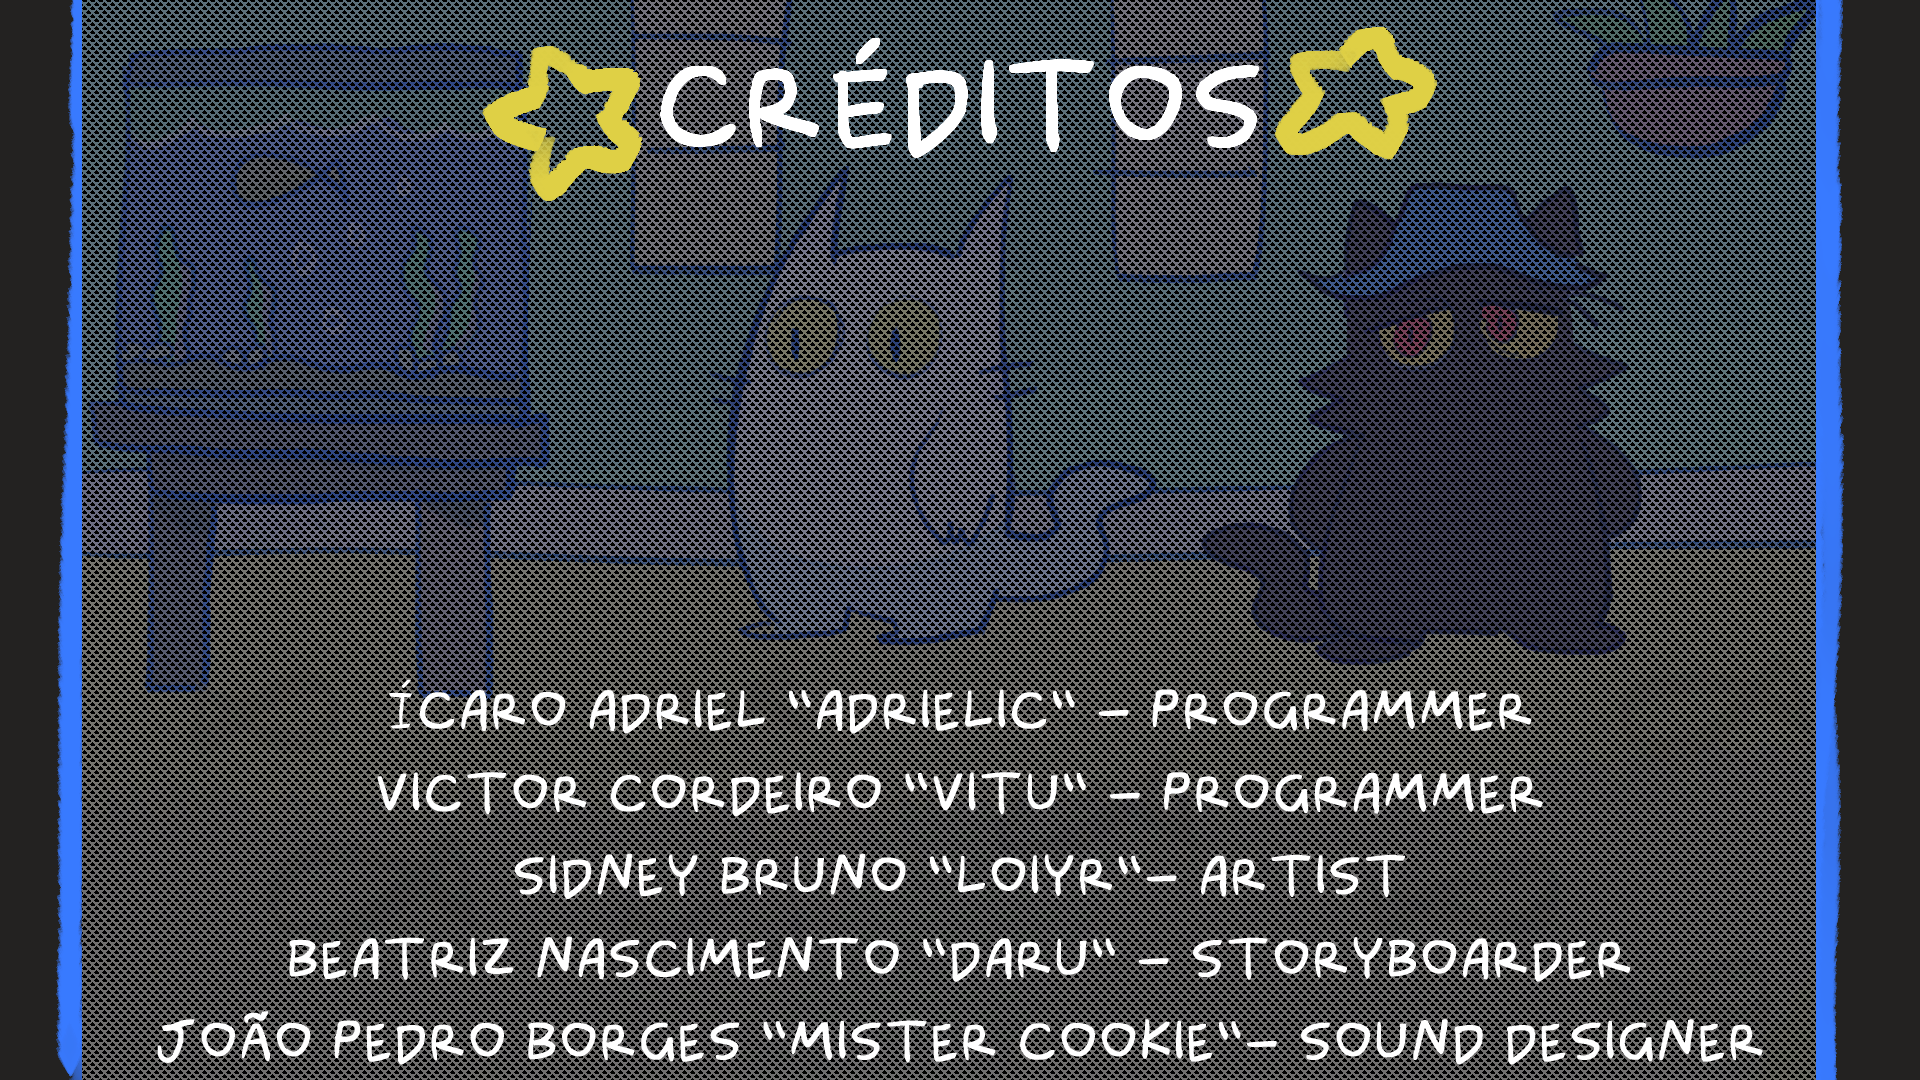 CRÉDITOS
ÍCARO ADRIEL "ADRIELIC" - PROGRAMMER
VICTOR CORDEIRO "VITU" - PROGRAMMER
SIDNEY BRUNO "LOIYR"- ARTIST
BEATRIZ NASCIMENTO "DARU" - STORYBOARDER
JOÃO PEDRO BORGES "MISTER COOKIE"- SOUND DESIGNER